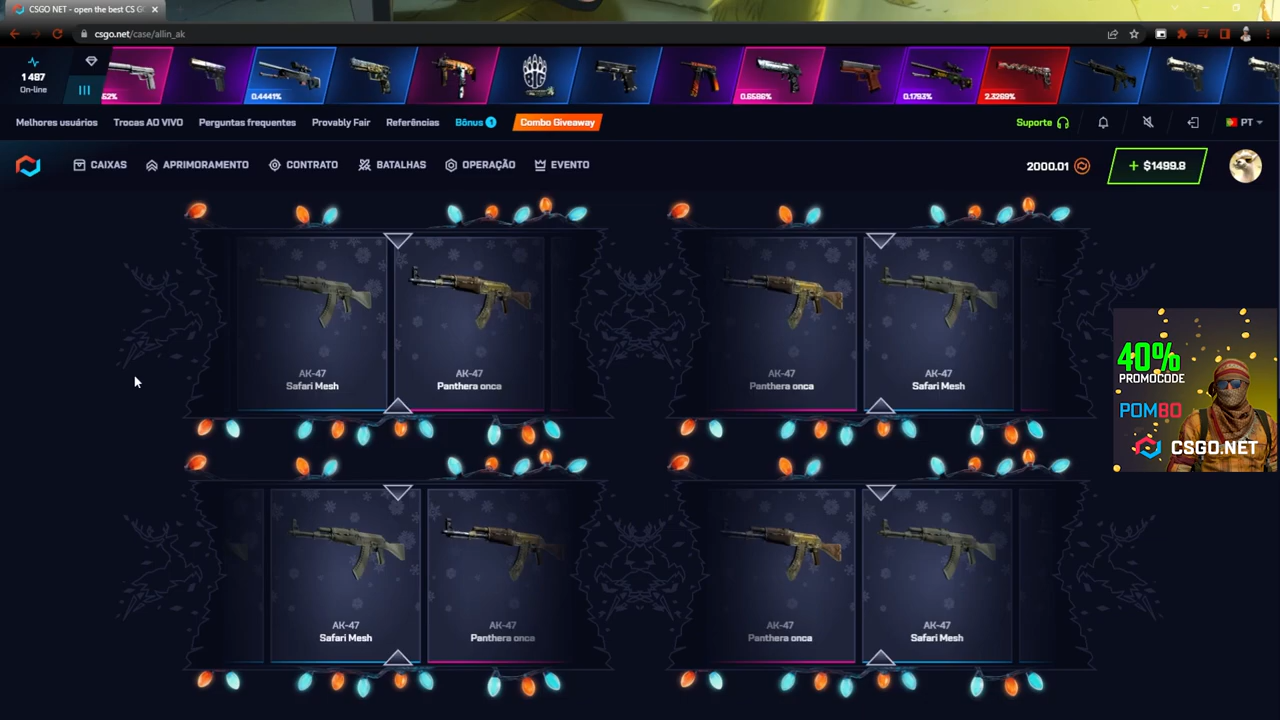 CSGO NET - open the best CS G
csgo.net/case/allin_ak
1 487
On-line
52%
0.4441%
0.6586%
0.1793%
2.3269%
Melhores usuários Trocas AO VIVO Perguntas frequentes Provably Fair Referências Bônus Combo Giveaway Suporte PT
CAIXAS APRIMORAMENTO CONTRATO BATALHAS OPERAÇÃO EVENTO 2000.01 + $1499.8
AK-47
Safari Mesh
AK-47
Panthera onca
AK-47
Panthera onca
AK-47
Safari Mesh
40%
PROMOCODE
POM80
CSGO.NET
AK-47
Safari Mesh
AK-47
Panthera onca
AK-47
Panthera onca
AK-47
Safari Mesh